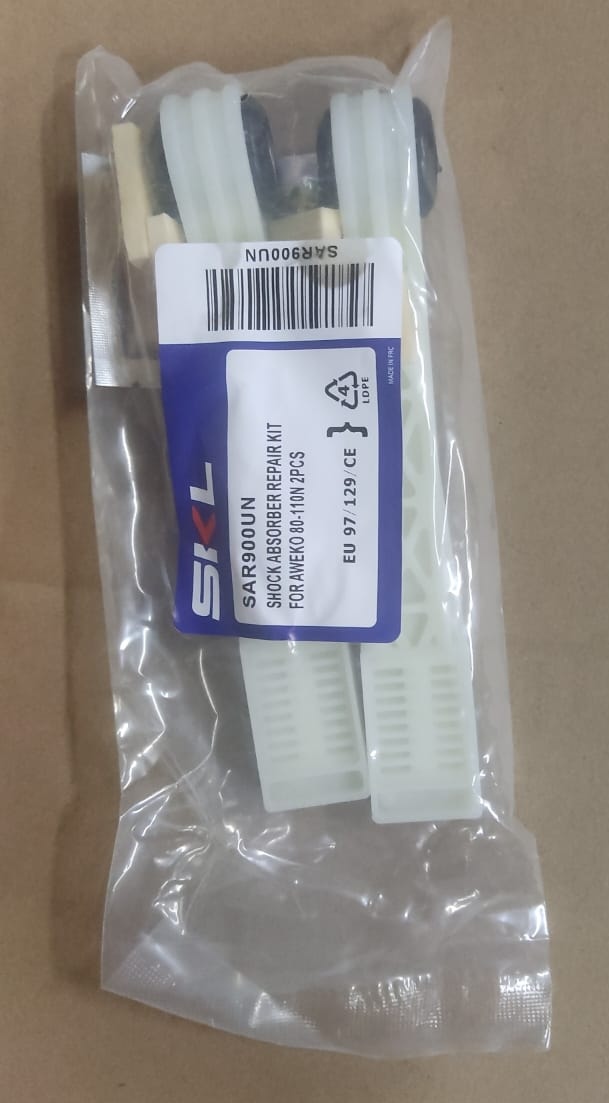 SAR900UN
SKL
SAR900UN
SHOCK ABSORBER REPAIR KIT
FOR AWEKO 80-110N 2PCS
EU 97/129/CE }
4
LDPE
MADE IN PRC